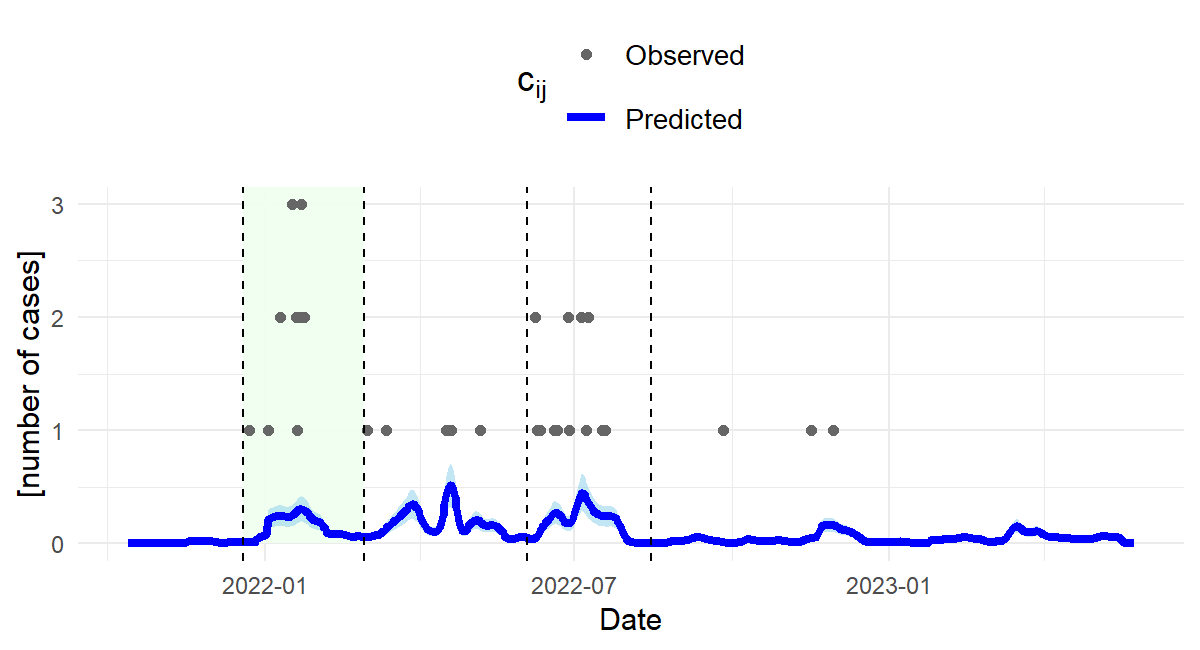 c_ij
Observed
Predicted
[number of cases]
3
2
1
0
2022-01
2022-07
2023-01
Date